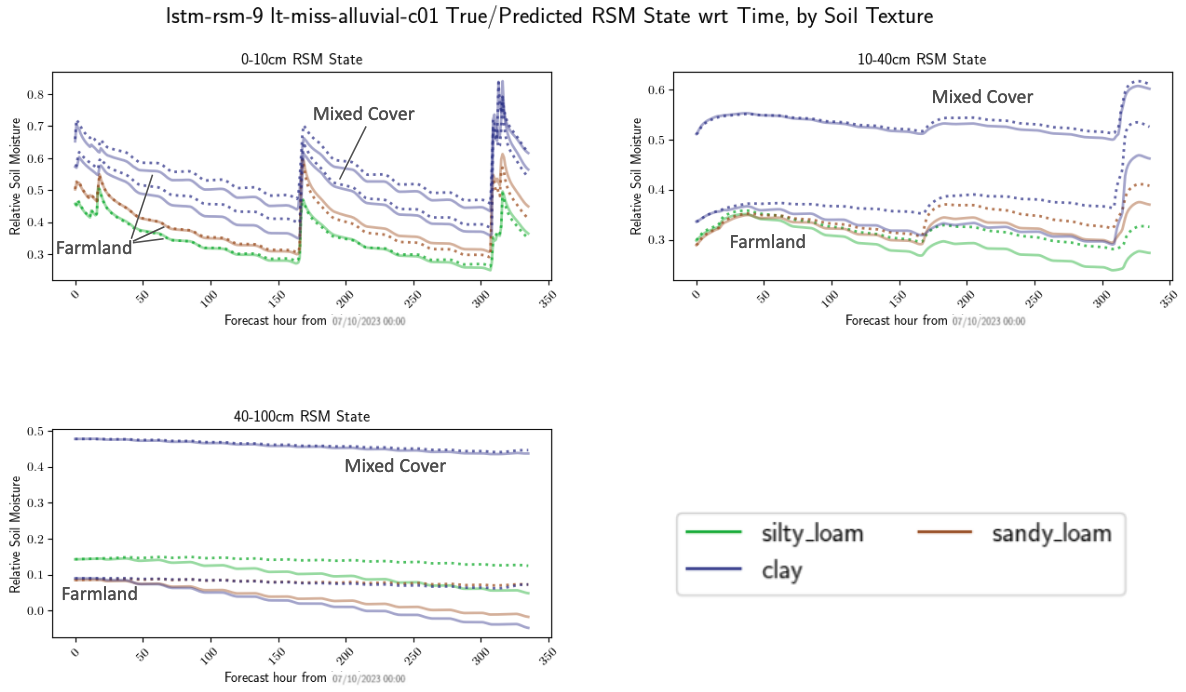 lstm-rsm-9 lt-miss-alluvial-c01 True/Predicted RSM State wrt Time, by Soil Texture
0-10cm RSM State
Relative Soil Moisture
0.8
0.7
0.6
0.5
0.4
0.3
Mixed Cover
Farmland
0
50
100
150
200
250
300
350
Forecast hour from 07/10/2023 00:00
10-40cm RSM State
Relative Soil Moisture
0.6
0.5
0.4
0.3
Mixed Cover
Farmland
0
50
100
150
200
250
300
350
Forecast hour from 07/10/2023 00:00
40-100cm RSM State
Relative Soil Moisture
0.5
0.4
0.3
0.2
0.1
0.0
Mixed Cover
Farmland
0
50
100
150
200
250
300
350
Forecast hour from 07/10/2023 00:00
silty_loam
sandy_loam
clay